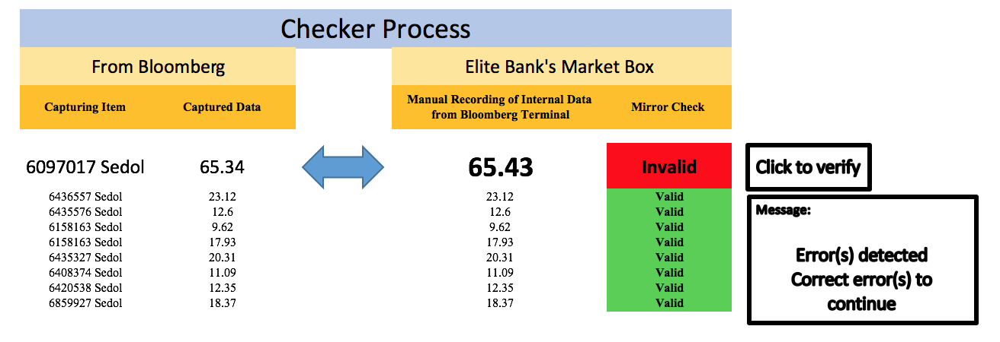 Checker Process
From Bloomberg
Elite Bank's Market Box
Capturing Item
Captured Data
Manual Recording of Internal Data
from Bloomberg Terminal
Mirror Check
6097017 Sedol 65.34 65.43 Invalid
Click to verify
6436557 Sedol 23.12 23.12 Valid
6435576 Sedol 12.6 12.6 Valid
6158163 Sedol 9.62 9.62 Valid
6158163 Sedol 17.93 17.93 Valid
6435327 Sedol 20.31 20.31 Valid
6408374 Sedol 11.09 11.09 Valid
6420538 Sedol 12.35 12.35 Valid
6859927 Sedol 18.37 18.37 Valid
Message:
Error(s) detected
Correct error(s) to
continue